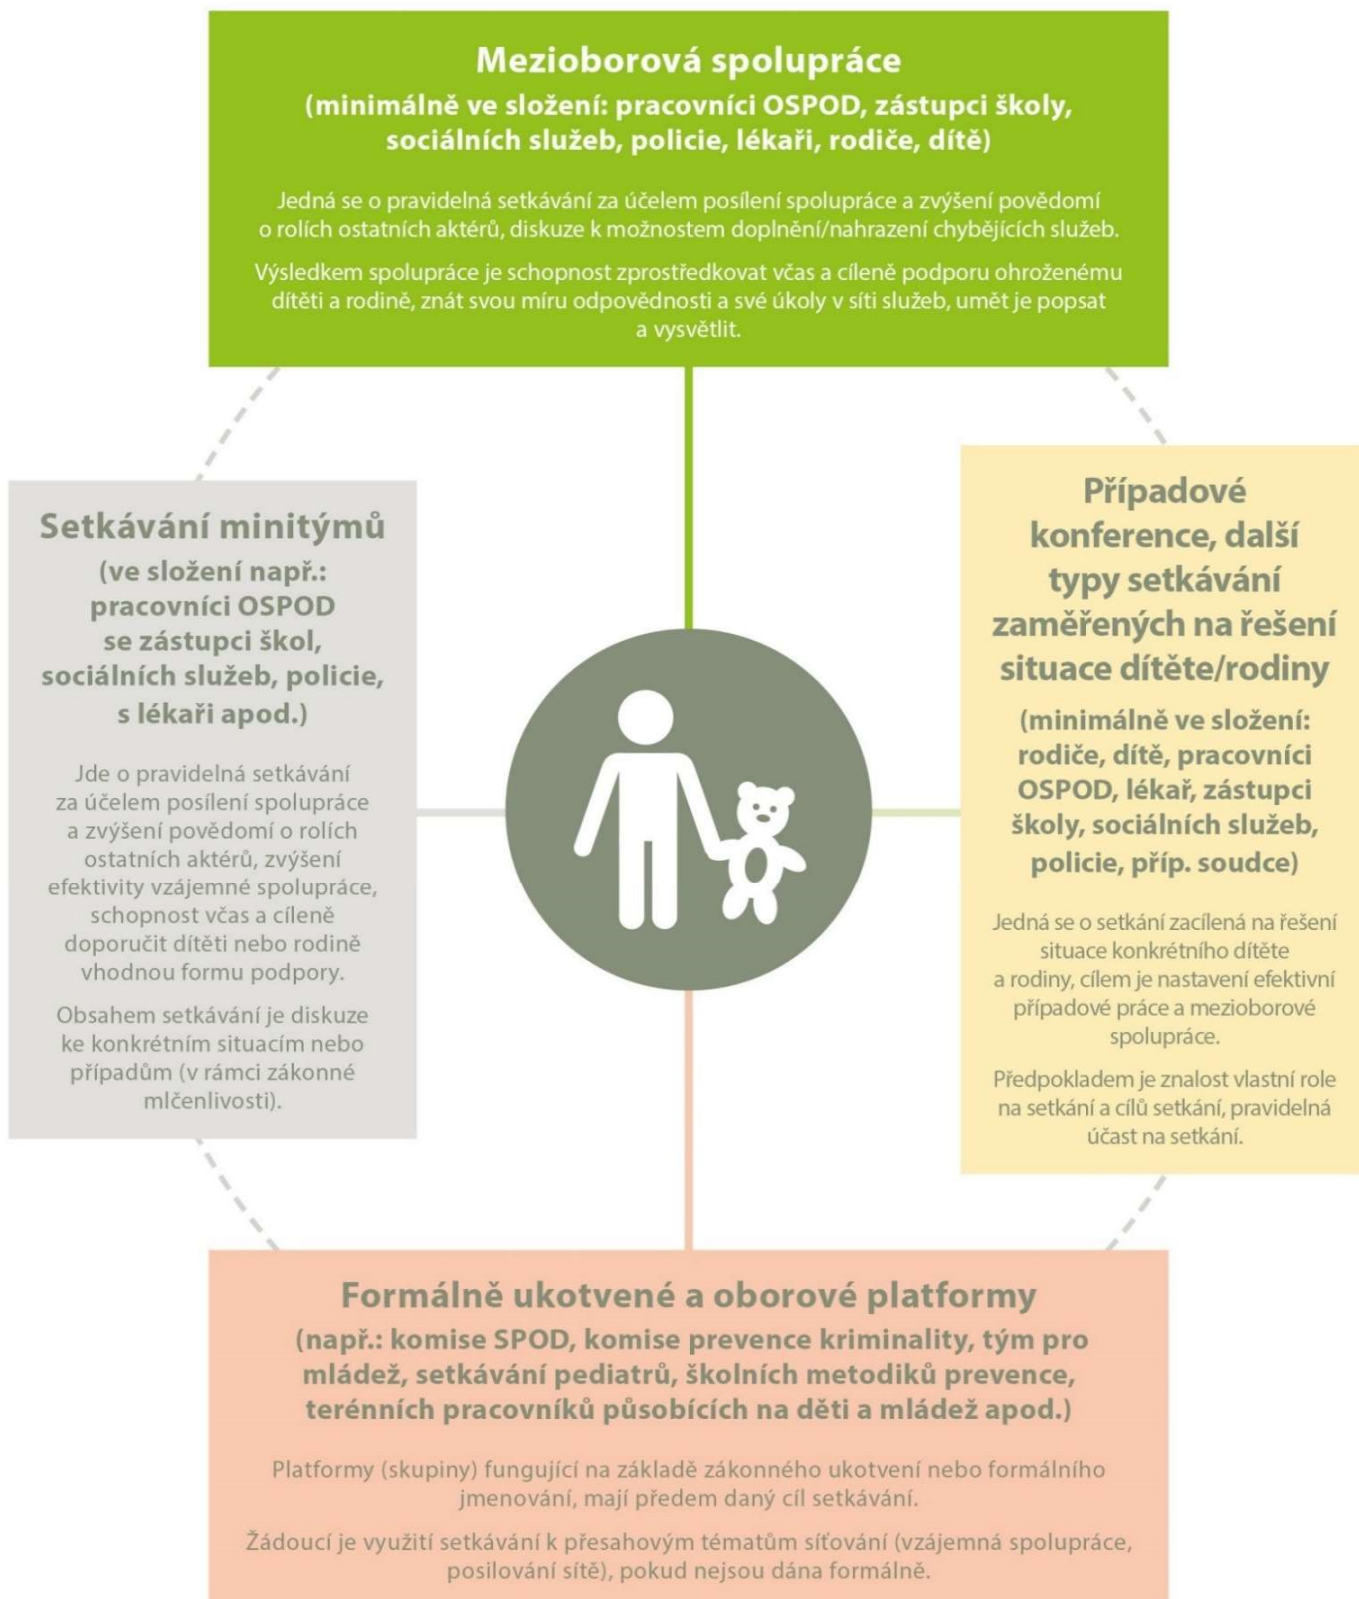 Mezioborová spolupráce
(minimálně ve složení: pracovníci OSPOD, zástupci školy,
sociálních služeb, policie, lékaři, rodiče, dítě)
Jedná se o pravidelná setkávání za účelem posílení spolupráce a zvýšení povědomí
o rolích ostatních aktérů, diskuze k možnostem doplnění/nahrazení chybějících služeb.
Výsledkem spolupráce je schopnost zprostředkovat včas a cíleně podporu ohroženému
dítěti a rodině, znát svou míru odpovědnosti a své úkoly v síti služeb, umět je popsat
a vysvětlit.
Setkávání minitýmů
(ve složení např.:
pracovníci OSPOD
se zástupci škol,
sociálních služeb, policie,
s lékaři apod.)
Jde o pravidelná setkávání
za účelem posílení spolupráce
a zvýšení povědomí o rolích
ostatních aktérů, zvýšení
efektivity vzájemné spolupráce,
schopnost včas a cíleně
doporučit dítěti nebo rodině
vhodnou formu podpory.
Obsahem setkávání je diskuze
ke konkrétním situacím nebo
případům (v rámci zákonné
mlčenlivosti).
Případové
konference, další
typy setkávání
zaměřených na řešení
situace dítěte/rodiny
(minimálně ve složení:
rodiče, dítě, pracovníci
OSPOD, lékař, zástupci
školy, sociálních služeb,
policie, příp. soudce)
Jedná se o setkání zacílená na řešení
situace konkrétního dítěte
a rodiny, cílem je nastavení efektivní
případové práce a mezioborové
spolupráce.
Předpokladem je znalost vlastní role
na setkání a cílů setkání, pravidelná
účast na setkání.
Formálně ukotvené a oborové platformy
(např.: komise SPOD, komise prevence kriminality, tým pro
mládež, setkávání pediatrů, školních metodiků prevence,
terénních pracovníků působících na děti a mládež apod.)
Platformy (skupiny) fungující na základě zákonného ukotvení nebo formálního
jmenování, mají předem daný cíl setkávání.
Žádoucí je využití setkávání k přesahovým tématům síťování (vzájemná spolupráce,
posilování sítě), pokud nejsou dána formálně.